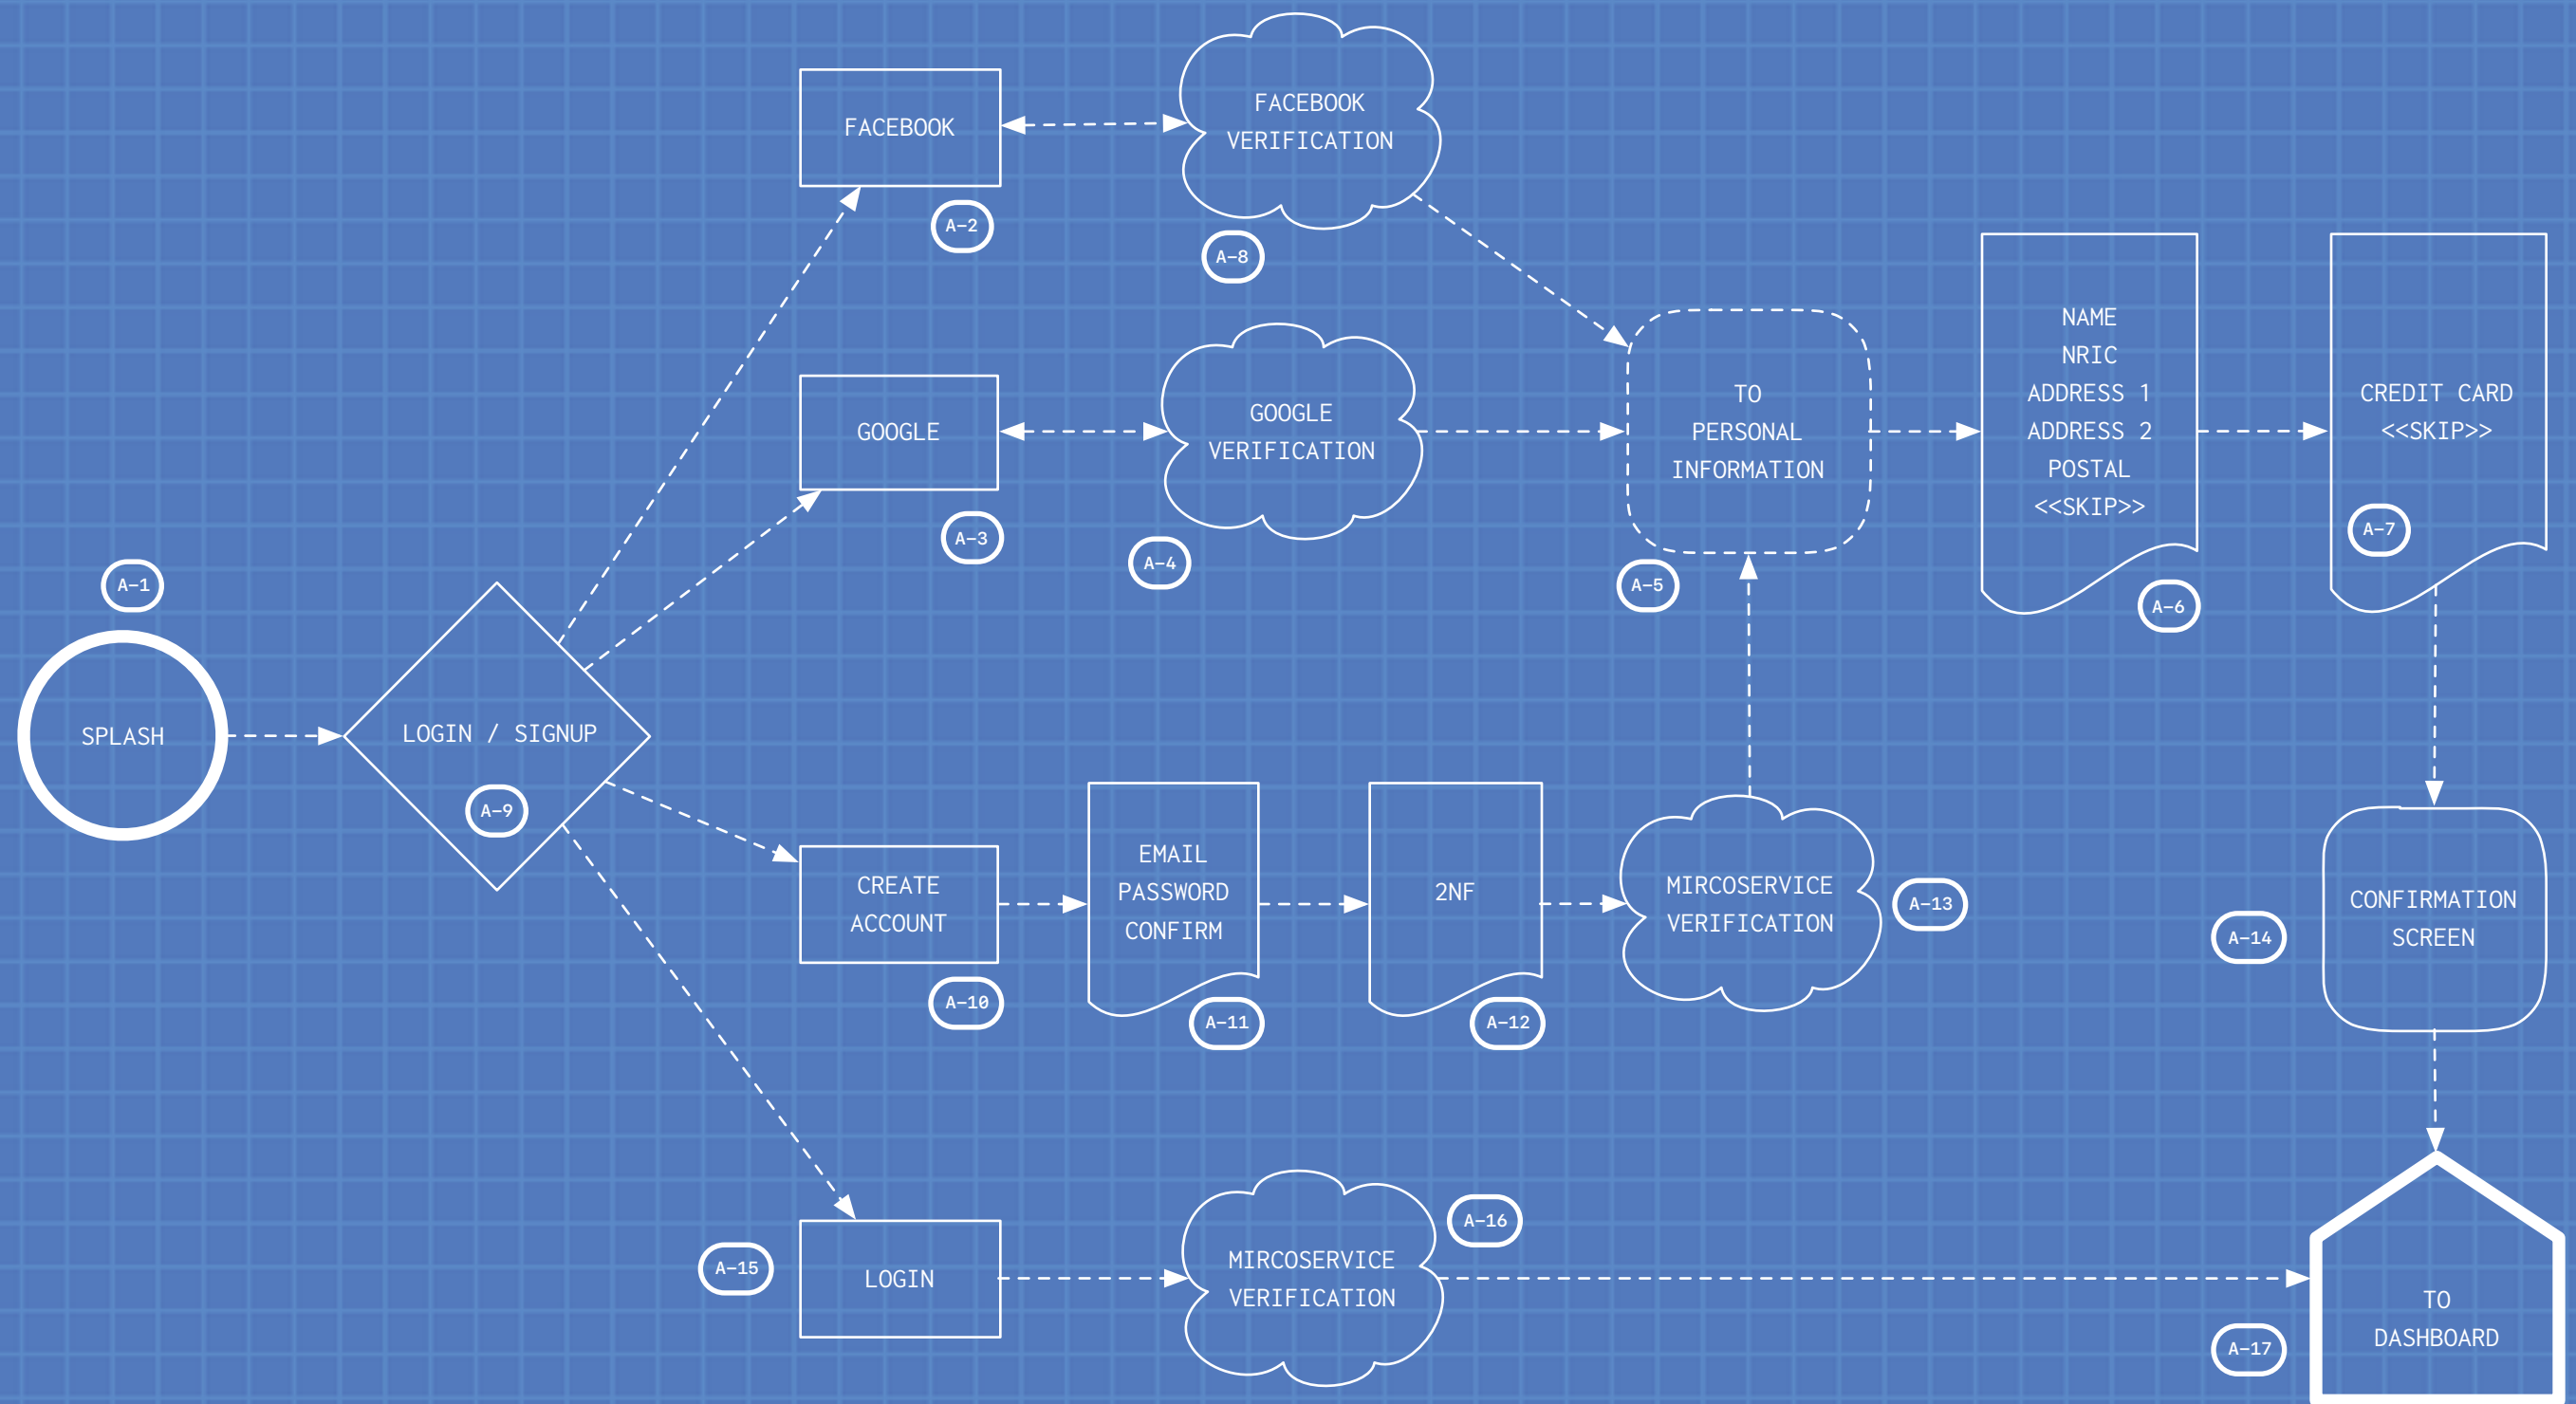 FACEBOOK
A-2
FACEBOOK
VERIFICATION
A-8
GOOGLE
A-3
GOOGLE
VERIFICATION
A-4
TO
PERSONAL
INFORMATION
A-5
NAME
NRIC
ADDRESS 1
ADDRESS 2
POSTAL
<<SKIP>>
A-6
CREDIT CARD
<<SKIP>>
A-7
A-1
SPLASH
LOGIN / SIGNUP
A-9
CREATE
ACCOUNT
A-10
EMAIL
PASSWORD
CONFIRM
A-11
2NF
A-12
MIRCOSERVICE
VERIFICATION
A-13
CONFIRMATION
SCREEN
A-14
A-15
LOGIN
MIRCOSERVICE
VERIFICATION
A-16
TO
DASHBOARD
A-17